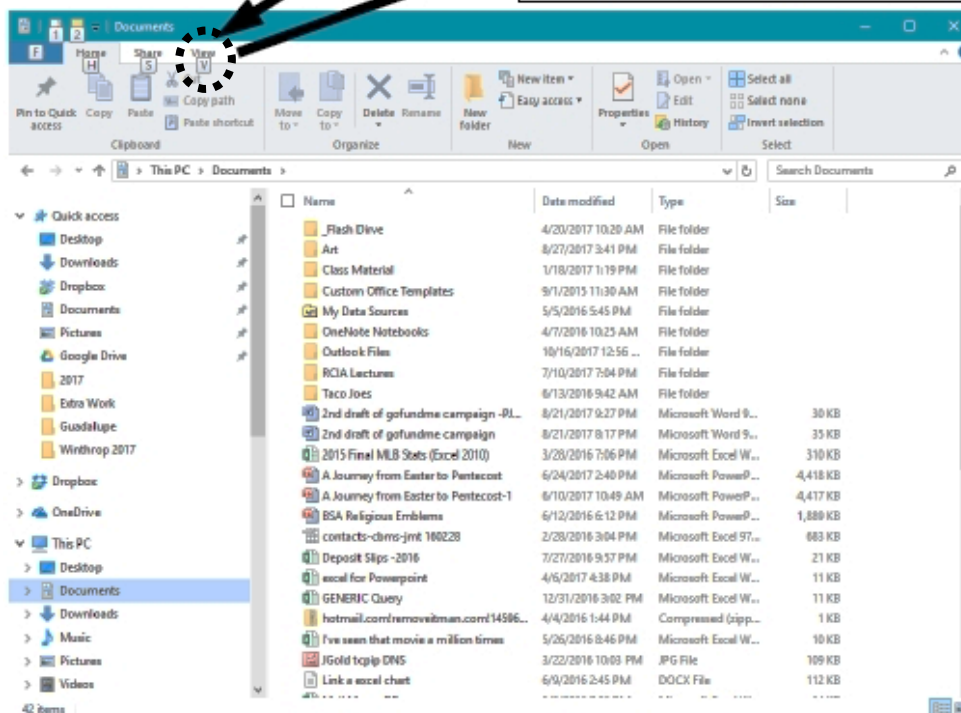 1 2 Documents
F Home Share View
H S V
Pin to Quick access Copy Paste Copy path Paste shortcut Move to Copy to Delete Rename New folder New item Easy access Properties Open Edit History Select all Select none Invert selection
Clipboard Organize New Open Select
This PC > Documents > Search Documents
Name Date modified Type Size
Quick access
Desktop
Downloads
Dropbox
Documents
Pictures
Google Drive
2017
Extra Work
Guadalupe
Winthrop 2017
Dropbox
OneDrive
This PC
Desktop
Documents
Downloads
Music
Pictures
Videos
_Flash Dirve 4/20/2017 10:20 AM File folder
Art 8/27/2017 3:41 PM File folder
Class Material 1/18/2017 1:19 PM File folder
Custom Office Templates 9/1/2015 11:30 AM File folder
My Data Sources 5/5/2016 5:45 PM File folder
OneNote Notebooks 4/7/2016 10:25 AM File folder
Outlook Files 10/16/2017 12:56 ... File folder
RCIA Lectures 7/10/2017 7:04 PM File folder
Taco Joes 6/13/2016 9:42 AM File folder
2nd draft of gofundme campaign -PJ... 8/21/2017 9:27 PM Microsoft Word 9... 30 KB
2nd draft of gofundme campaign 8/21/2017 8:17 PM Microsoft Word 9... 35 KB
2015 Final MLB Stats (Excel 2010) 3/28/2016 7:06 PM Microsoft Excel W... 310 KB
A Journey from Easter to Pentecost 6/24/2017 2:40 PM Microsoft PowerP... 4,418 KB
A Journey from Easter to Pentecost-1 6/10/2017 10:49 AM Microsoft PowerP... 4,417 KB
BSA Religious Emblems 6/12/2016 6:12 PM Microsoft PowerP... 1,889 KB
contacts-cbms-jmt 160228 2/28/2016 3:04 PM Microsoft Excel 97... 683 KB
Deposit Slips -2016 7/27/2016 9:57 PM Microsoft Excel W... 21 KB
excel for Powerpoint 4/6/2017 4:38 PM Microsoft Excel W... 11 KB
GENERIC Query 12/31/2016 3:02 PM Microsoft Excel W... 11 KB
hotmail.com!removeitman.com!14596... 4/4/2016 1:44 PM Compressed (zipp... 1 KB
I've seen that movie a million times 5/26/2016 8:46 PM Microsoft Excel W... 10 KB
JGold tcpip DNS 3/22/2016 10:03 PM JPG File 109 KB
Link a excel chart 6/9/2016 2:45 PM DOCX File 112 KB
42 items